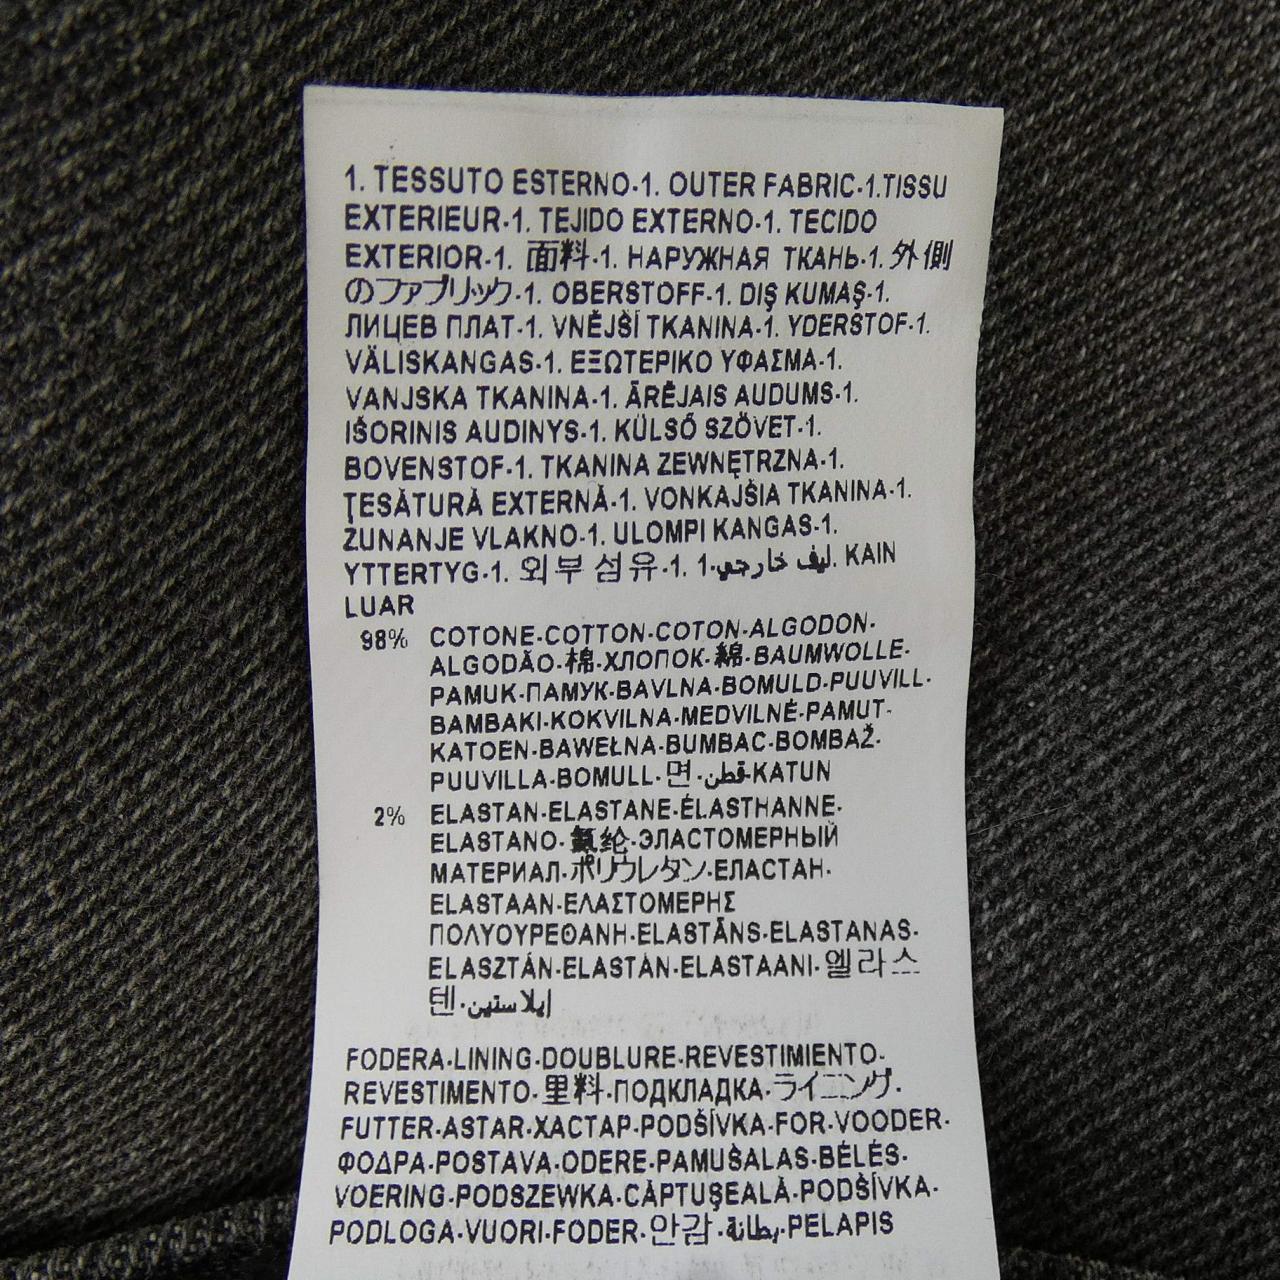 1. TESSUTO ESTERNO·1. OUTER FABRIC·1.TISSU
EXTERIEUR·1. TEJIDO EXTERNO·1. TECIDO
EXTERIOR·1. 面料·1. НАРУЖНАЯ ТКАНЬ·1. 外側
のファブリック·1. OBERSTOFF·1. DIŞ KUMAŞ·1.
ЛИЦЕВ ПЛАТ·1. VNĚJŠÍ TKANINA·1. YDERSTOF·1.
VÄLISKANGAS·1. ΕΞΩΤΕΡΙΚΟ ΥΦΑΣΜΑ·1.
VANJSKA TKANINA·1. ĀRĒJAIS AUDUMS·1.
IŠORINIS AUDINYS·1. KÜLSŐ SZÖVET·1.
BOVENSTOF·1. TKANINA ZEWNĘTRZNA·1.
ŢESĂTURĂ EXTERNĂ·1. VONKAJŠIA TKANINA·1.
ZUNANJE VLAKNO·1. ULOMPI KANGAS·1.
YTTERTYG·1. 외부 섬유·1. 1·ليف خارجي. KAIN
LUAR
98% COTONE·COTTON·COTON·ALGODON·
ALGODÃO·棉·ХЛОПОК·綿·BAUMWOLLE·
PAMUK·ПАМУК·BAVLNA·BOMULD·PUUVILL·
BAMBAKI·KOKVILNA·MEDVILNĖ·PAMUT·
KATOEN·BAWEŁNA·BUMBAC·BOMBAŽ·
PUUVILLA·BOMULL·면·قطن·KATUN
2% ELASTAN·ELASTANE·ÉLASTHANNE·
ELASTANO·氨纶·ЭЛАСТОМЕРНЫЙ
МАТЕРИАЛ·ポリウレタン·ЕЛАСТАН·
ELASTAAN·ΕΛΑΣΤΟΜΕΡΗΣ
ΠΟΛΥΟΥΡΕΘΑΝΗ·ELASTĀNS·ELASTANAS·
ELASZTÁN·ELASTÁN·ELASTAANI·엘라스
텐·إيلاستين
FODERA·LINING·DOUBLURE·REVESTIMIENTO·
REVESTIMENTO·里料·ПОДКЛАДКА·ライニング·
FUTTER·ASTAR·ХАСТАР·PODŠÍVKA·FOR·VOODER·
ΦΟΔΡΑ·POSTAVA·ODERE·PAMUŠALAS·BÉLÉS·
VOERING·PODSZEWKA·CĂPTUŞEALĂ·PODŠÍVKA·
PODLOGA·VUORI·FODER·안감·بطانة·PELAPIS